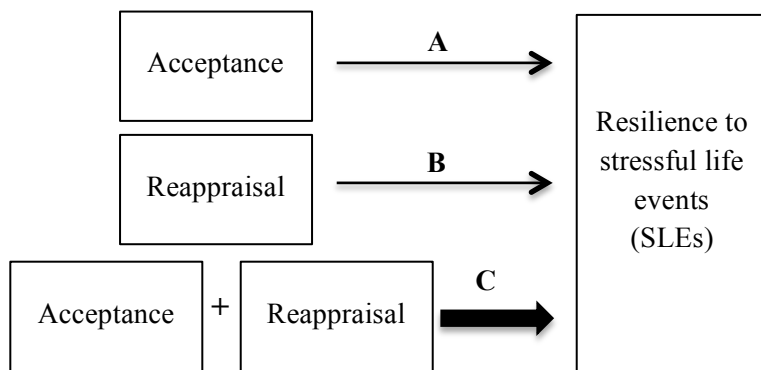 Acceptance
A
Reappraisal
B
Acceptance + Reappraisal
C
Resilience to
stressful life
events
(SLEs)